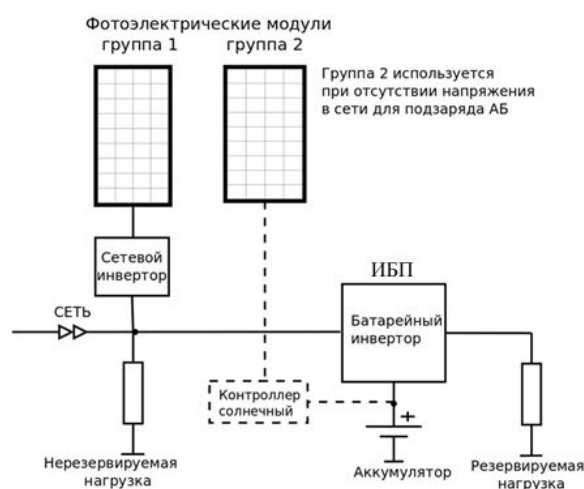 Фотоэлектрические модули
группа 1
группа 2
Группа 2 используется
при отсутствии напряжения
в сети для подзаряда АБ
Сетевой
инвертор
ИБП
СЕТЬ
Батарейный
инвертор
Контроллер
солнечный
+
Нерезервируемая
нагрузка
Аккумулятор
Резервируемая
нагрузка